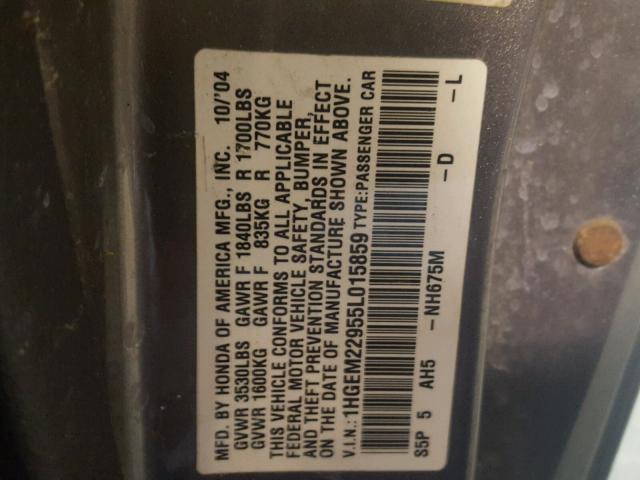 MFD. BY HONDA OF AMERICA MFG., INC. 10/'04
GVWR 3530LBS GAWR F 1840LBS R 1700LBS
GVWR 1600KG GAWR F 835KG R 770KG
THIS VEHICLE CONFORMS TO ALL APPLICABLE
FEDERAL MOTOR VEHICLE SAFETY, BUMPER,
AND THEFT PREVENTION STANDARDS IN EFFECT
ON THE DATE OF MANUFACTURE SHOWN ABOVE.
V.I.N.: 1HGEM22955L015859 TYPE: PASSENGER CAR
S5P 5 AH5 -NH675M -D -L